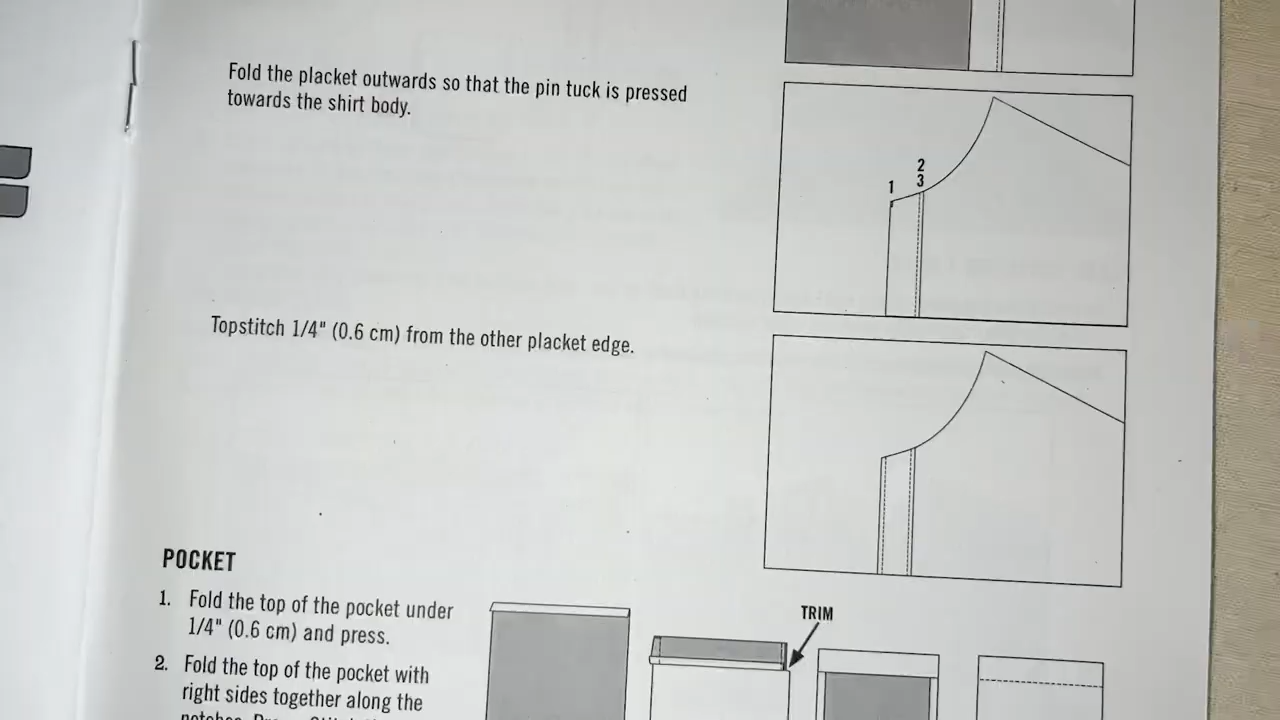 Fold the placket outwards so that the pin tuck is pressed
towards the shirt body.
2
1 3
Topstitch 1/4" (0.6 cm) from the other placket edge.
POCKET
1. Fold the top of the pocket under
1/4" (0.6 cm) and press.
TRIM
2. Fold the top of the pocket with
right sides together along the